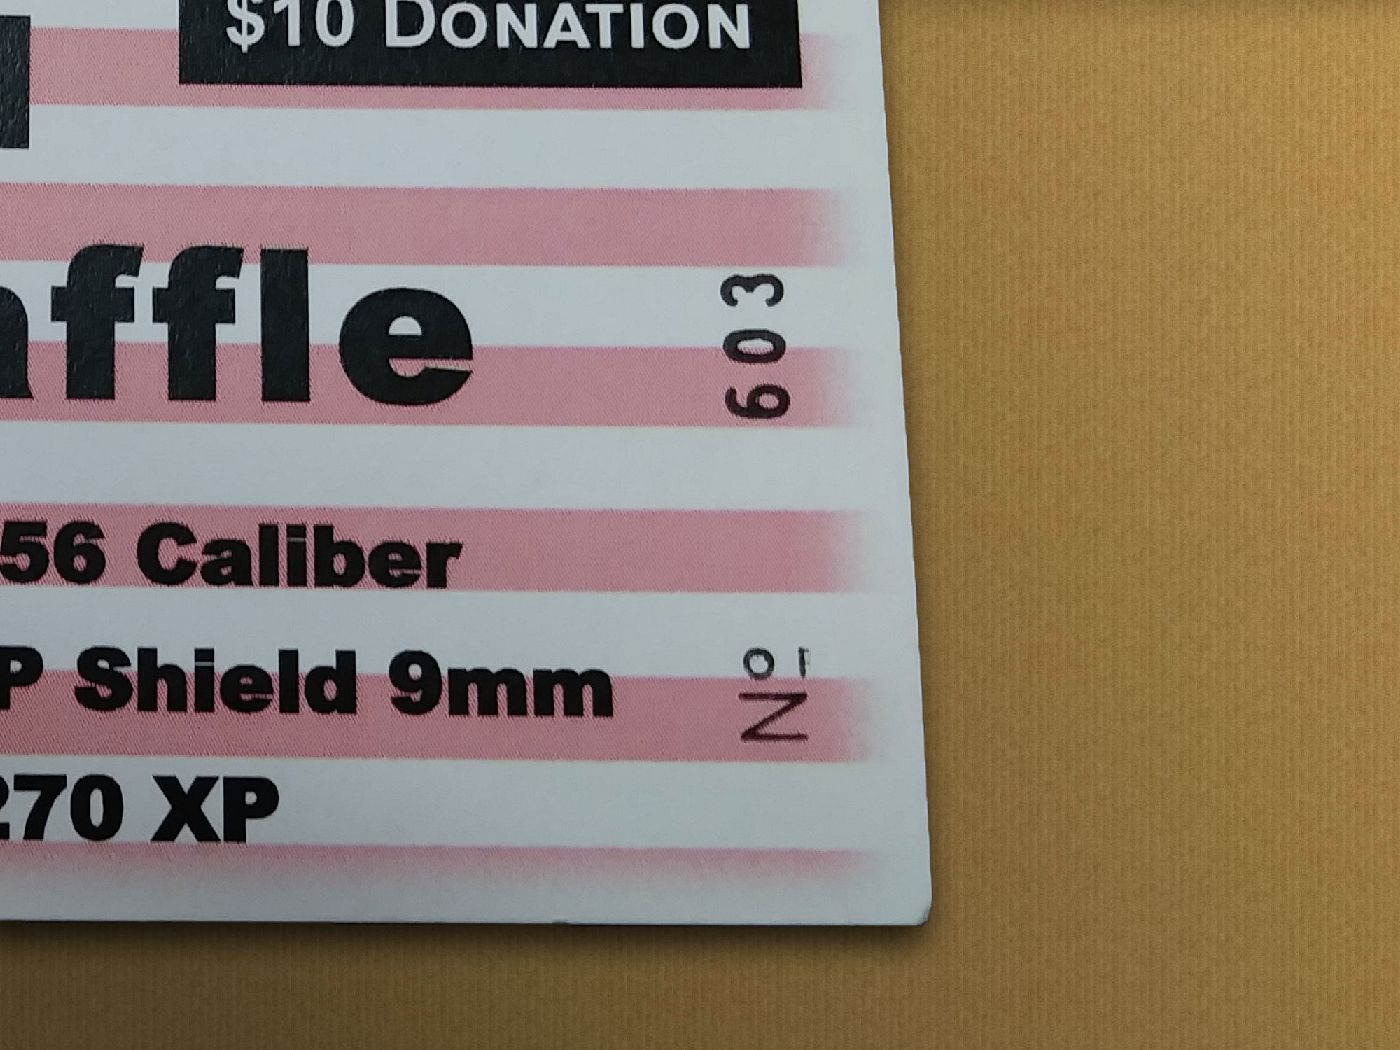 $10 DONATION
affle
56 Caliber
P Shield 9mm
270 XP
Nº 603